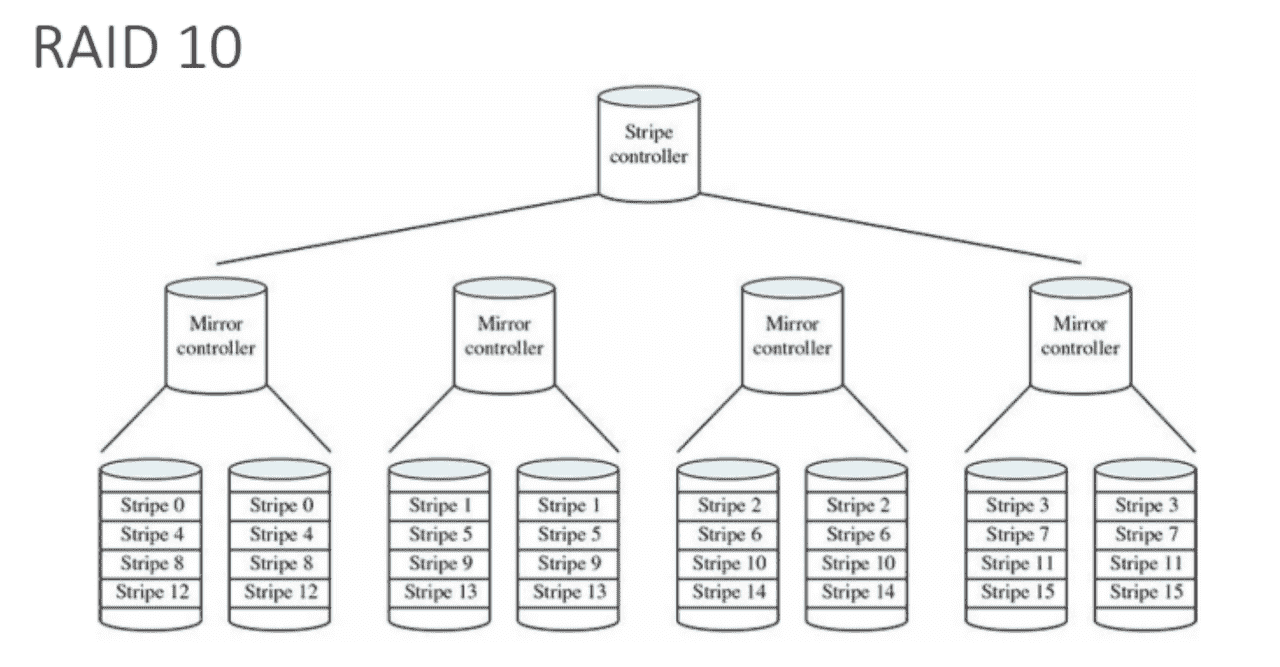 RAID 10
Stripe
controller
Mirror
controller
Mirror
controller
Mirror
controller
Mirror
controller
Stripe 0
Stripe 4
Stripe 8
Stripe 12
Stripe 0
Stripe 4
Stripe 8
Stripe 12
Stripe 1
Stripe 5
Stripe 9
Stripe 13
Stripe 1
Stripe 5
Stripe 9
Stripe 13
Stripe 2
Stripe 6
Stripe 10
Stripe 14
Stripe 2
Stripe 6
Stripe 10
Stripe 14
Stripe 3
Stripe 7
Stripe 11
Stripe 15
Stripe 3
Stripe 7
Stripe 11
Stripe 15